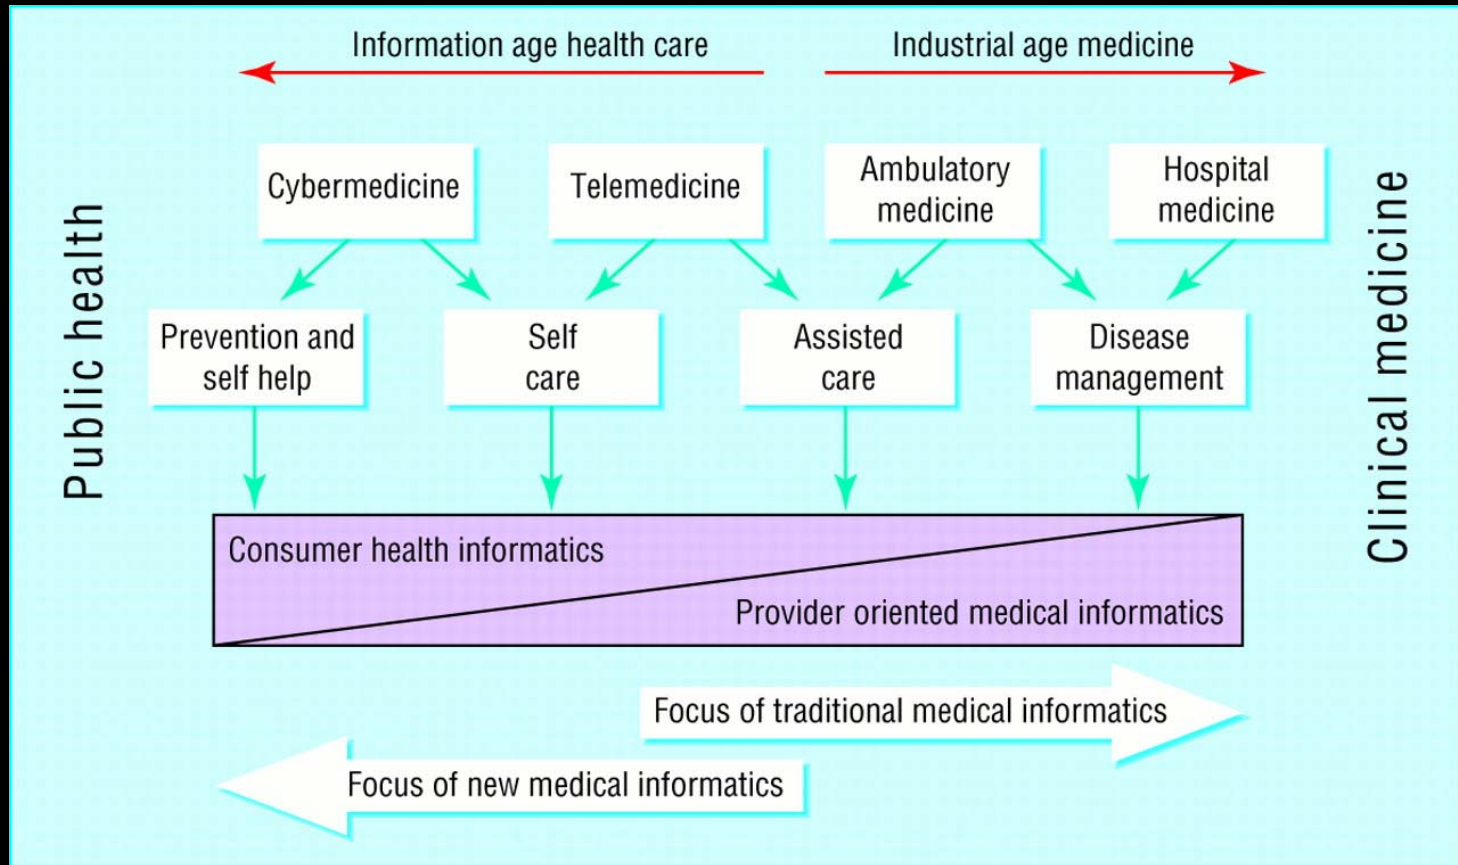 Information age health care
Industrial age medicine
Cybermedicine
Telemedicine
Ambulatory
medicine
Hospital
medicine
Public health
Clinical medicine
Prevention and
self help
Self
care
Assisted
care
Disease
management
Consumer health informatics
Provider oriented medical informatics
Focus of traditional medical informatics
Focus of new medical informatics